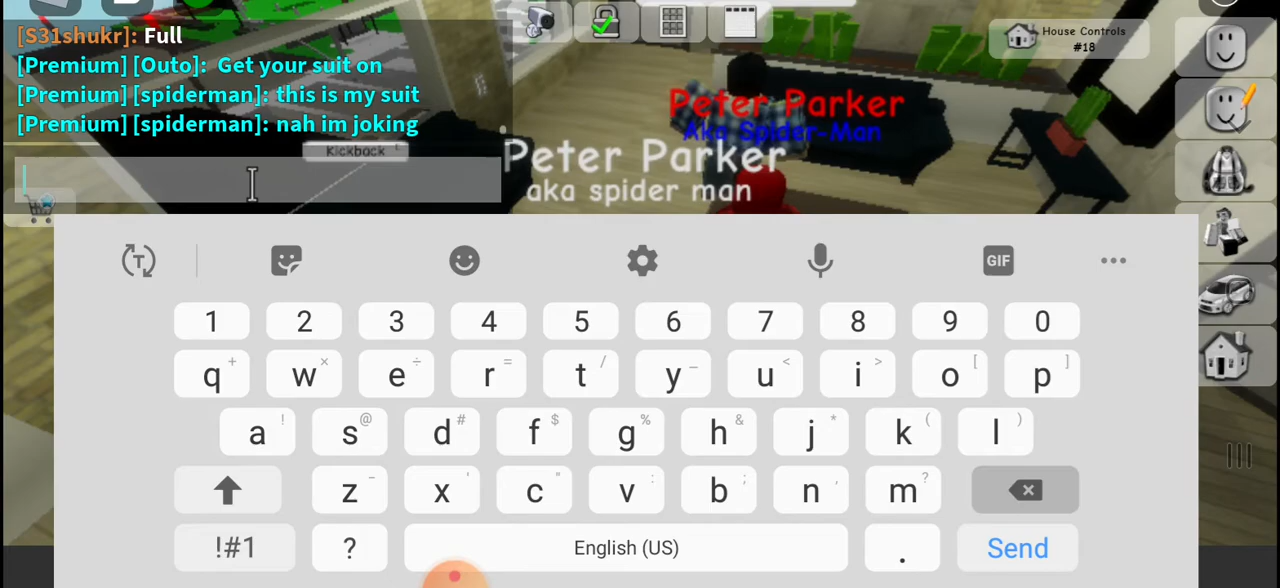 [S31shukr]: Full
[Premium] [Outo]: Get your suit on
[Premium] [spiderman]: this is my suit
[Premium] [spiderman]: nah im joking
House Controls
#18
Peter Parker
Aka Spider-Man
Kickback
Peter Parker
aka spider man
T
GIF
1 2 3 4 5 6 7 8 9 0
q + w × e ÷ r = t / y _ u < i > o [ p ]
a ! s @ d # f $ g % h & j * k ( l )
z - x ' c " v : b ; n , m ?
!#1 ? English (US) . Send